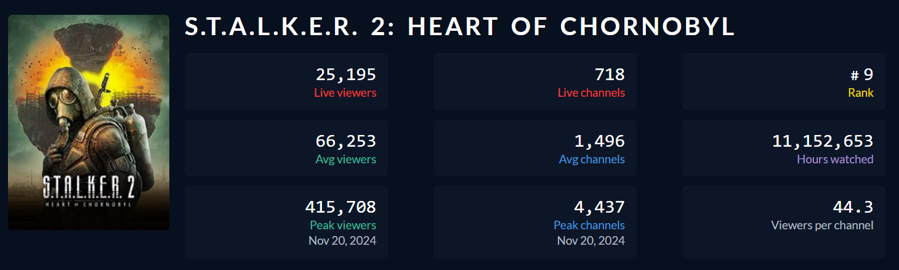 S.T.A.L.K.E.R. 2: HEART OF CHORNOBYL
25,195
Live viewers
718
Live channels
# 9
Rank
66,253
Avg viewers
1,496
Avg channels
11,152,653
Hours watched
415,708
Peak viewers
Nov 20, 2024
4,437
Peak channels
Nov 20, 2024
44.3
Viewers per channel
S.T.A.L.K.E.R. 2
HEART OF CHORNOBYL